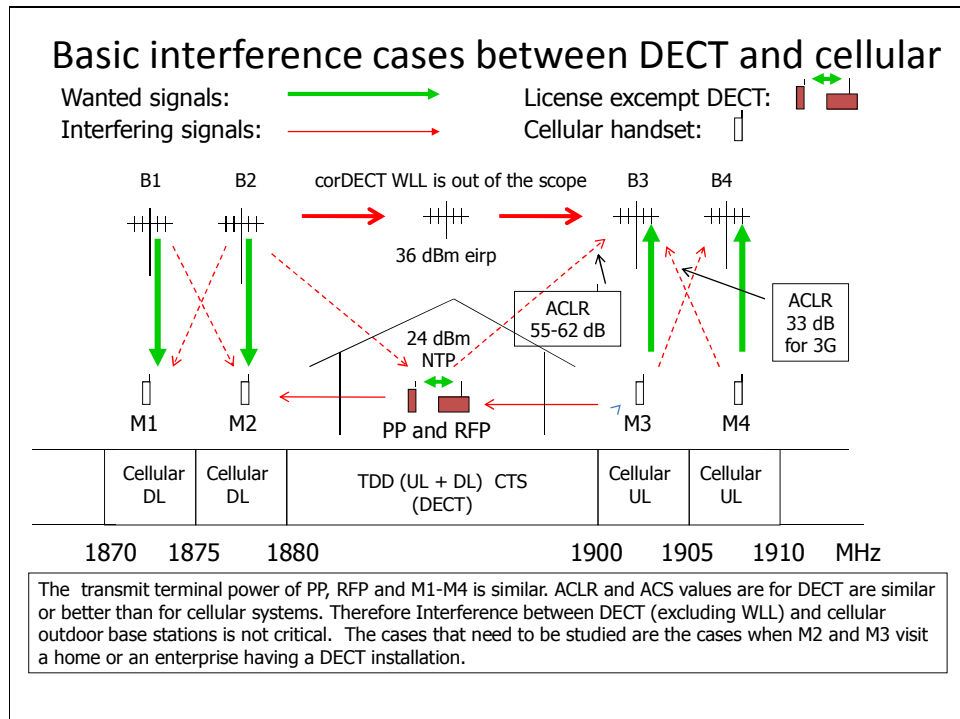 Basic interference cases between DECT and cellular
Wanted signals:
License excempt DECT:
Interfering signals:
Cellular handset:
B1
B2
corDECT WLL is out of the scope
B3
B4
36 dBm eirp
ACLR
55-62 dB
ACLR
33 dB
for 3G
24 dBm
NTP
M1
M2
PP and RFP
M3
M4
Cellular
DL
Cellular
DL
TDD (UL + DL) CTS
(DECT)
Cellular
UL
Cellular
UL
1870 1875 1880 1900 1905 1910 MHz
The transmit terminal power of PP, RFP and M1-M4 is similar. ACLR and ACS values are for DECT are similar
or better than for cellular systems. Therefore Interference between DECT (excluding WLL) and cellular
outdoor base stations is not critical. The cases that need to be studied are the cases when M2 and M3 visit
a home or an enterprise having a DECT installation.